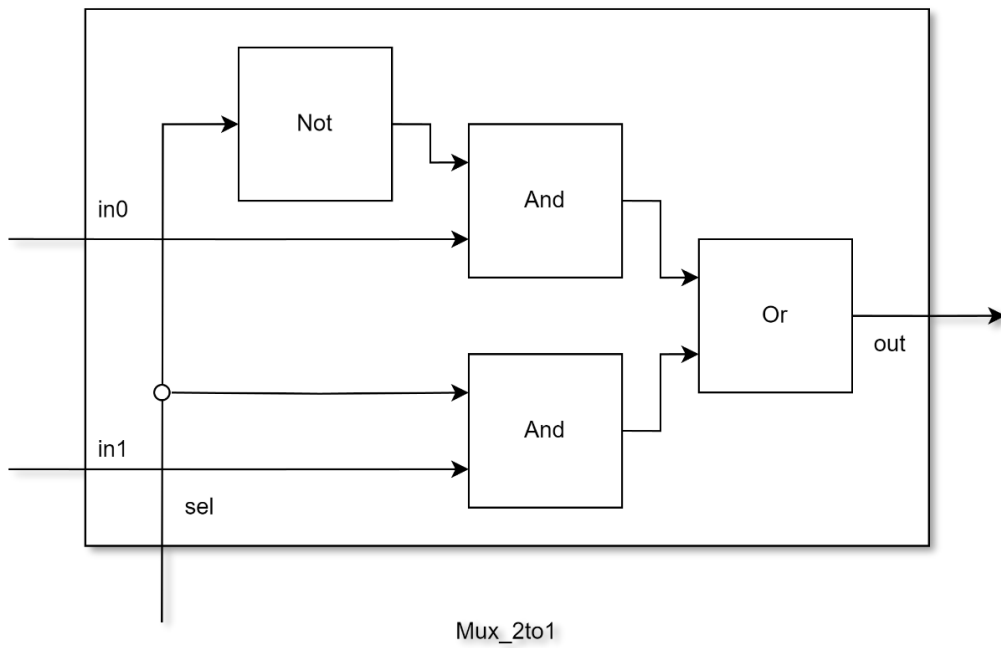 Not
And
in0
Or
out
And
in1
sel
Mux_2to1